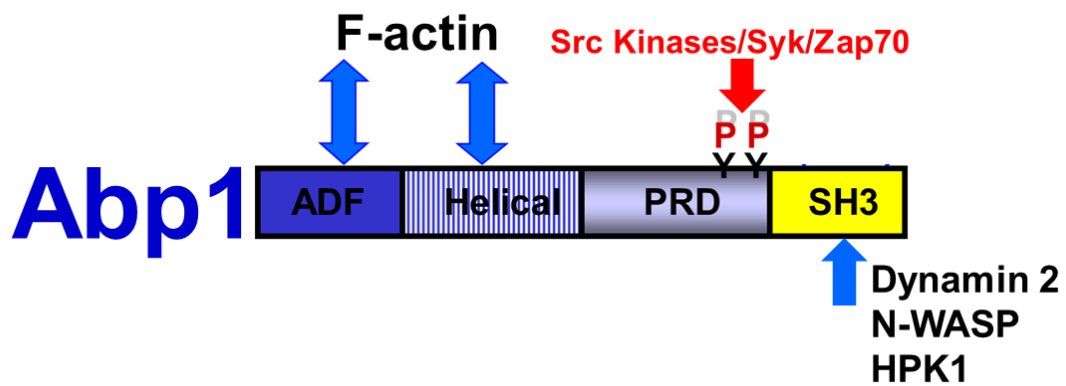 F-actin
Src Kinases/Syk/Zap70
P P
P P
Y Y
Abp1
ADF Helical PRD SH3
Dynamin 2
N-WASP
HPK1